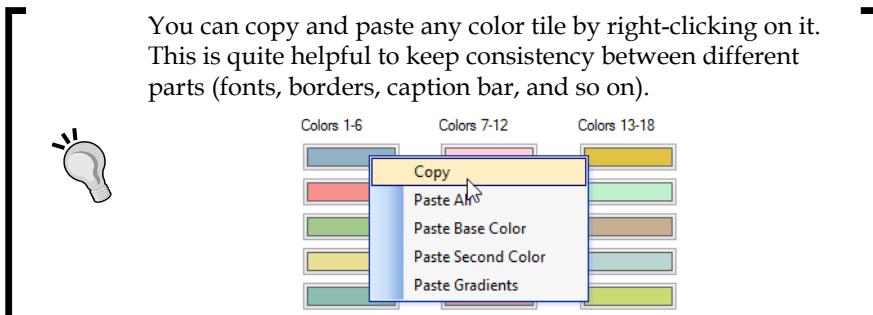 You can copy and paste any color tile by right-clicking on it.
This is quite helpful to keep consistency between different
parts (fonts, borders, caption bar, and so on).
Colors 1-6 Colors 7-12 Colors 13-18
Copy
Paste All
Paste Base Color
Paste Second Color
Paste Gradients